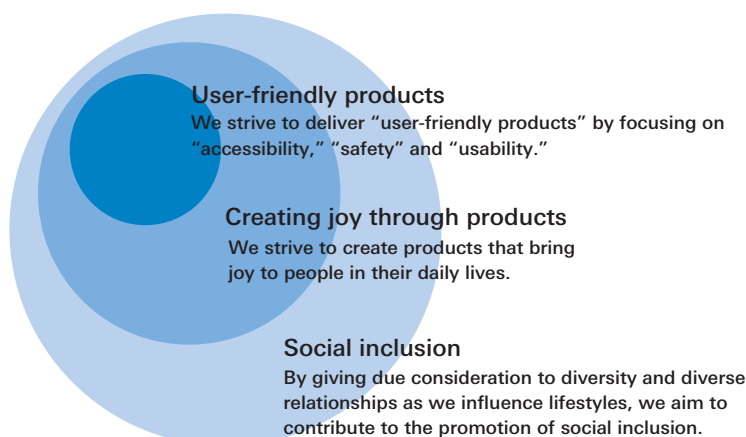 User-friendly products
We strive to deliver “user-friendly products” by focusing on
“accessibility,” “safety” and “usability.”
Creating joy through products
We strive to create products that bring
joy to people in their daily lives.
Social inclusion
By giving due consideration to diversity and diverse
relationships as we influence lifestyles, we aim to
contribute to the promotion of social inclusion.